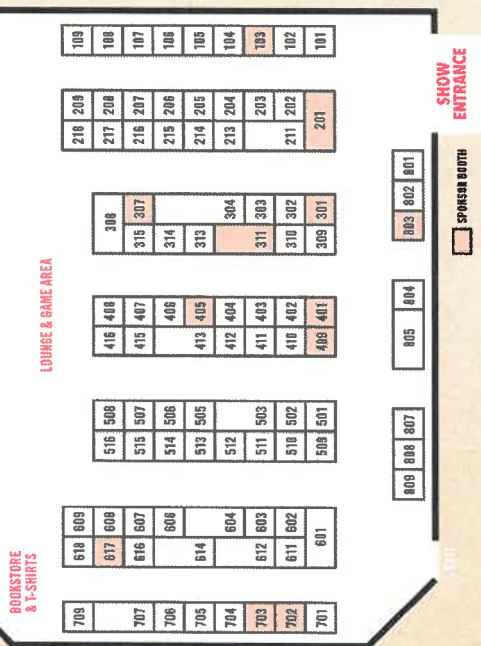 109 108 107 106 105 104 103 102 101
209 208 207 206 205 204 203 202
218 217 216 215 214 213 211 201
SHOW
ENTRANCE
308 307 304 303 302 301
315 314 313 311 310 309
803 802 801
SPONSOR BOOTH
LOUNGE & GAME AREA
408 407 406 405 404 403 402 401
416 415 413 412 411 410 409
805 804
508 507 506 505 503 502 501
516 515 514 513 512 511 510 509
809 808 807
BOOKSTORE
& T-SHIRTS
609 608 607 606 604 603 602
618 617 616 614 612 611 601
709 707 706 705 704 703 702 701